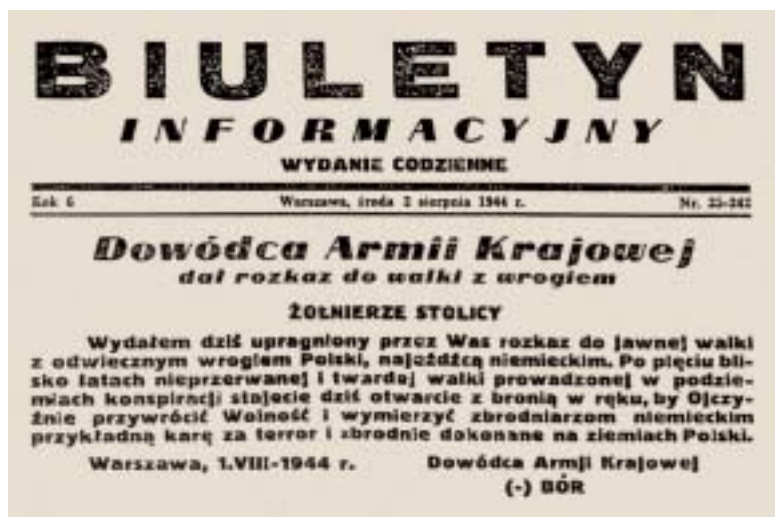 BIULETYN
INFORMACYJNY
WYDANIE CODZIENNE
Rok 6 Warszawa, środa 2 sierpnia 1944 r. Nr. 35-242
Dowódca Armii Krajowej
dał rozkaz do walki z wrogiem
ŻOŁNIERZE STOLICY
Wydałem dziś upragniony przez Was rozkaz do jawnej walki
z odwiecznym wrogiem Polski, najeźdźcą niemieckim. Po pięciu bli-
sko latach nieprzerwanej i twardej walki prowadzonej w podzie-
miach konspiracji stajecie dziś otwarcie z bronią w ręku, by Ojczy-
źnie przywrócić Wolność i wymierzyć zbrodniarzom niemieckim
przykładną karę za terror i zbrodnie dokonane na ziemiach Polski.
Warszawa, 1.VIII-1944 r. Dowódca Armji Krajowej
(-) BÓR